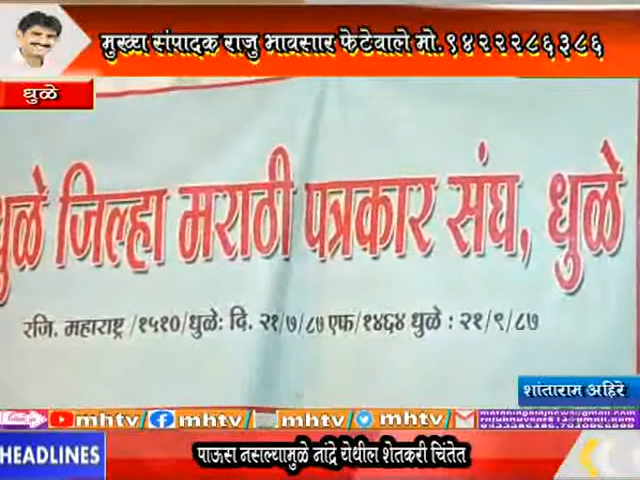 मुख्य संपादक राजु भावसार फेटेवाले मो.९४२२२८६३८६
धुळे
धुळे जिल्हा मराठी पत्रकार संघ, धुळे
रजि. महाराष्ट्र /१५१०/धुळे: दि. २१/७/८७ एफ/१४६४ धुळे : २१/९/८७
शांताराम अहिरे
mhtv mhtv mhtv mhtv
HEADLINES
पाऊस नसल्यामुळे नांद्रे येथील शेतकरी चिंतेत